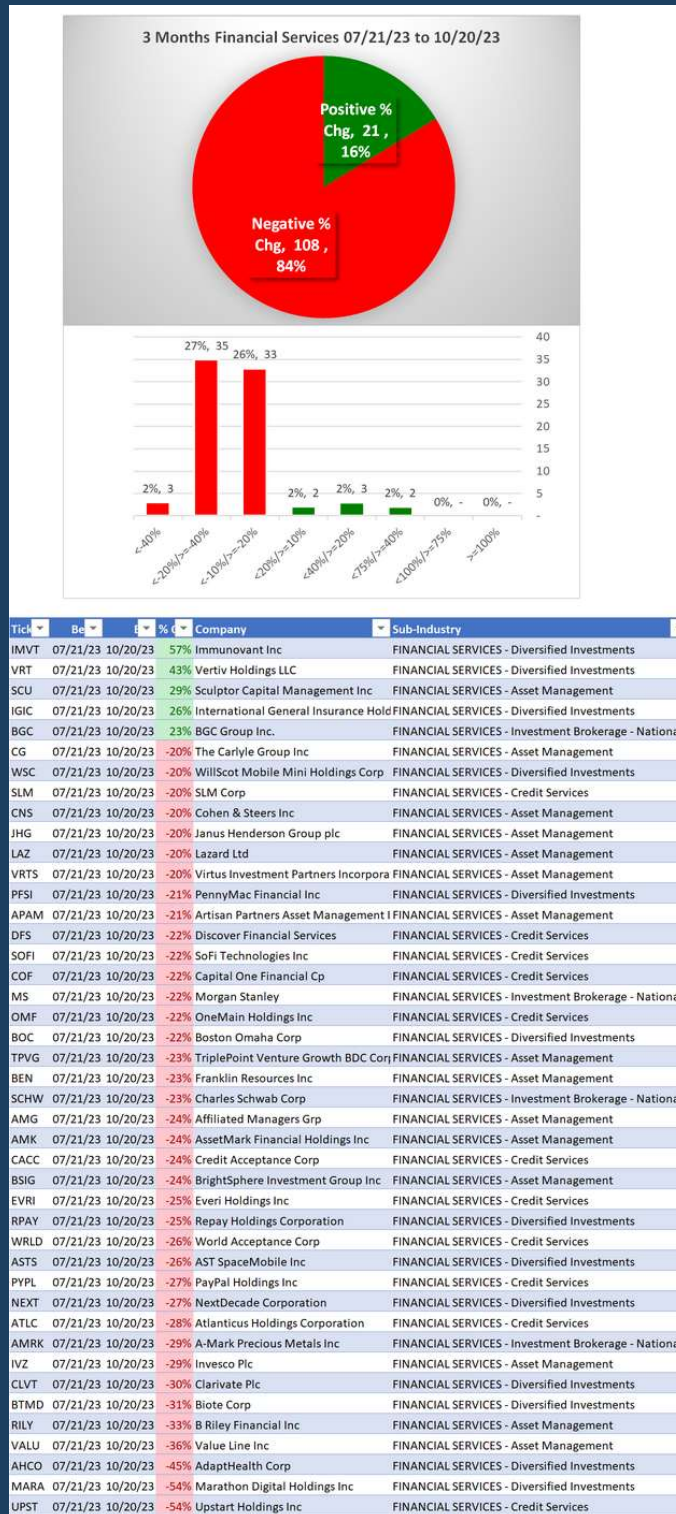 3 Months Financial Services 07/21/23 to 10/20/23
Positive %
Chg, 21 ,
16%
Negative %
Chg, 108 ,
84%
40
35
30
25
20
15
10
5
-
2%, 3
27%, 35
26%, 33
2%, 2
2%, 3
2%, 2
0%, -
0%, -
<-40%
<-20%/>=-40%
<-10%/>=-20%
<20%/>=10%
<40%/>=20%
<75%/>=40%
<100%/>=75%
>=100%
Tick Be E % C Company Sub-Industry
IMVT 07/21/23 10/20/23 57% Immunovant Inc FINANCIAL SERVICES - Diversified Investments
VRT 07/21/23 10/20/23 43% Vertiv Holdings LLC FINANCIAL SERVICES - Diversified Investments
SCU 07/21/23 10/20/23 29% Sculptor Capital Management Inc FINANCIAL SERVICES - Asset Management
IGIC 07/21/23 10/20/23 26% International General Insurance Hold FINANCIAL SERVICES - Diversified Investments
BGC 07/21/23 10/20/23 23% BGC Group Inc. FINANCIAL SERVICES - Investment Brokerage - Nationa
CG 07/21/23 10/20/23 -20% The Carlyle Group Inc FINANCIAL SERVICES - Asset Management
WSC 07/21/23 10/20/23 -20% WillScot Mobile Mini Holdings Corp FINANCIAL SERVICES - Diversified Investments
SLM 07/21/23 10/20/23 -20% SLM Corp FINANCIAL SERVICES - Credit Services
CNS 07/21/23 10/20/23 -20% Cohen & Steers Inc FINANCIAL SERVICES - Asset Management
JHG 07/21/23 10/20/23 -20% Janus Henderson Group plc FINANCIAL SERVICES - Asset Management
LAZ 07/21/23 10/20/23 -20% Lazard Ltd FINANCIAL SERVICES - Asset Management
VRTS 07/21/23 10/20/23 -20% Virtus Investment Partners Incorpora FINANCIAL SERVICES - Asset Management
PFSI 07/21/23 10/20/23 -21% PennyMac Financial Inc FINANCIAL SERVICES - Diversified Investments
APAM 07/21/23 10/20/23 -21% Artisan Partners Asset Management I FINANCIAL SERVICES - Asset Management
DFS 07/21/23 10/20/23 -22% Discover Financial Services FINANCIAL SERVICES - Credit Services
SOFI 07/21/23 10/20/23 -22% SoFi Technologies Inc FINANCIAL SERVICES - Credit Services
COF 07/21/23 10/20/23 -22% Capital One Financial Cp FINANCIAL SERVICES - Credit Services
MS 07/21/23 10/20/23 -22% Morgan Stanley FINANCIAL SERVICES - Investment Brokerage - Nationa
OMF 07/21/23 10/20/23 -22% OneMain Holdings Inc FINANCIAL SERVICES - Credit Services
BOC 07/21/23 10/20/23 -22% Boston Omaha Corp FINANCIAL SERVICES - Diversified Investments
TPVG 07/21/23 10/20/23 -23% TriplePoint Venture Growth BDC Corp FINANCIAL SERVICES - Asset Management
BEN 07/21/23 10/20/23 -23% Franklin Resources Inc FINANCIAL SERVICES - Asset Management
SCHW 07/21/23 10/20/23 -23% Charles Schwab Corp FINANCIAL SERVICES - Investment Brokerage - Nationa
AMG 07/21/23 10/20/23 -24% Affiliated Managers Grp FINANCIAL SERVICES - Asset Management
AMK 07/21/23 10/20/23 -24% AssetMark Financial Holdings Inc FINANCIAL SERVICES - Asset Management
CACC 07/21/23 10/20/23 -24% Credit Acceptance Corp FINANCIAL SERVICES - Credit Services
BSIG 07/21/23 10/20/23 -24% BrightSphere Investment Group Inc FINANCIAL SERVICES - Asset Management
EVRI 07/21/23 10/20/23 -25% Everi Holdings Inc FINANCIAL SERVICES - Credit Services
RPAY 07/21/23 10/20/23 -25% Repay Holdings Corporation FINANCIAL SERVICES - Diversified Investments
WRLD 07/21/23 10/20/23 -26% World Acceptance Corp FINANCIAL SERVICES - Credit Services
ASTS 07/21/23 10/20/23 -26% AST SpaceMobile Inc FINANCIAL SERVICES - Diversified Investments
PYPL 07/21/23 10/20/23 -27% PayPal Holdings Inc FINANCIAL SERVICES - Credit Services
NEXT 07/21/23 10/20/23 -27% NextDecade Corporation FINANCIAL SERVICES - Diversified Investments
ATLC 07/21/23 10/20/23 -28% Atlanticus Holdings Corporation FINANCIAL SERVICES - Credit Services
AMRK 07/21/23 10/20/23 -29% A-Mark Precious Metals Inc FINANCIAL SERVICES - Investment Brokerage - Nationa
IVZ 07/21/23 10/20/23 -29% Invesco Plc FINANCIAL SERVICES - Asset Management
CLVT 07/21/23 10/20/23 -30% Clarivate Plc FINANCIAL SERVICES - Diversified Investments
BTMD 07/21/23 10/20/23 -31% Biote Corp FINANCIAL SERVICES - Diversified Investments
RILY 07/21/23 10/20/23 -33% B Riley Financial Inc FINANCIAL SERVICES - Asset Management
VALU 07/21/23 10/20/23 -36% Value Line Inc FINANCIAL SERVICES - Asset Management
AHCO 07/21/23 10/20/23 -45% AdaptHealth Corp FINANCIAL SERVICES - Diversified Investments
MARA 07/21/23 10/20/23 -54% Marathon Digital Holdings Inc FINANCIAL SERVICES - Diversified Investments
UPST 07/21/23 10/20/23 -54% Upstart Holdings Inc FINANCIAL SERVICES - Credit Services